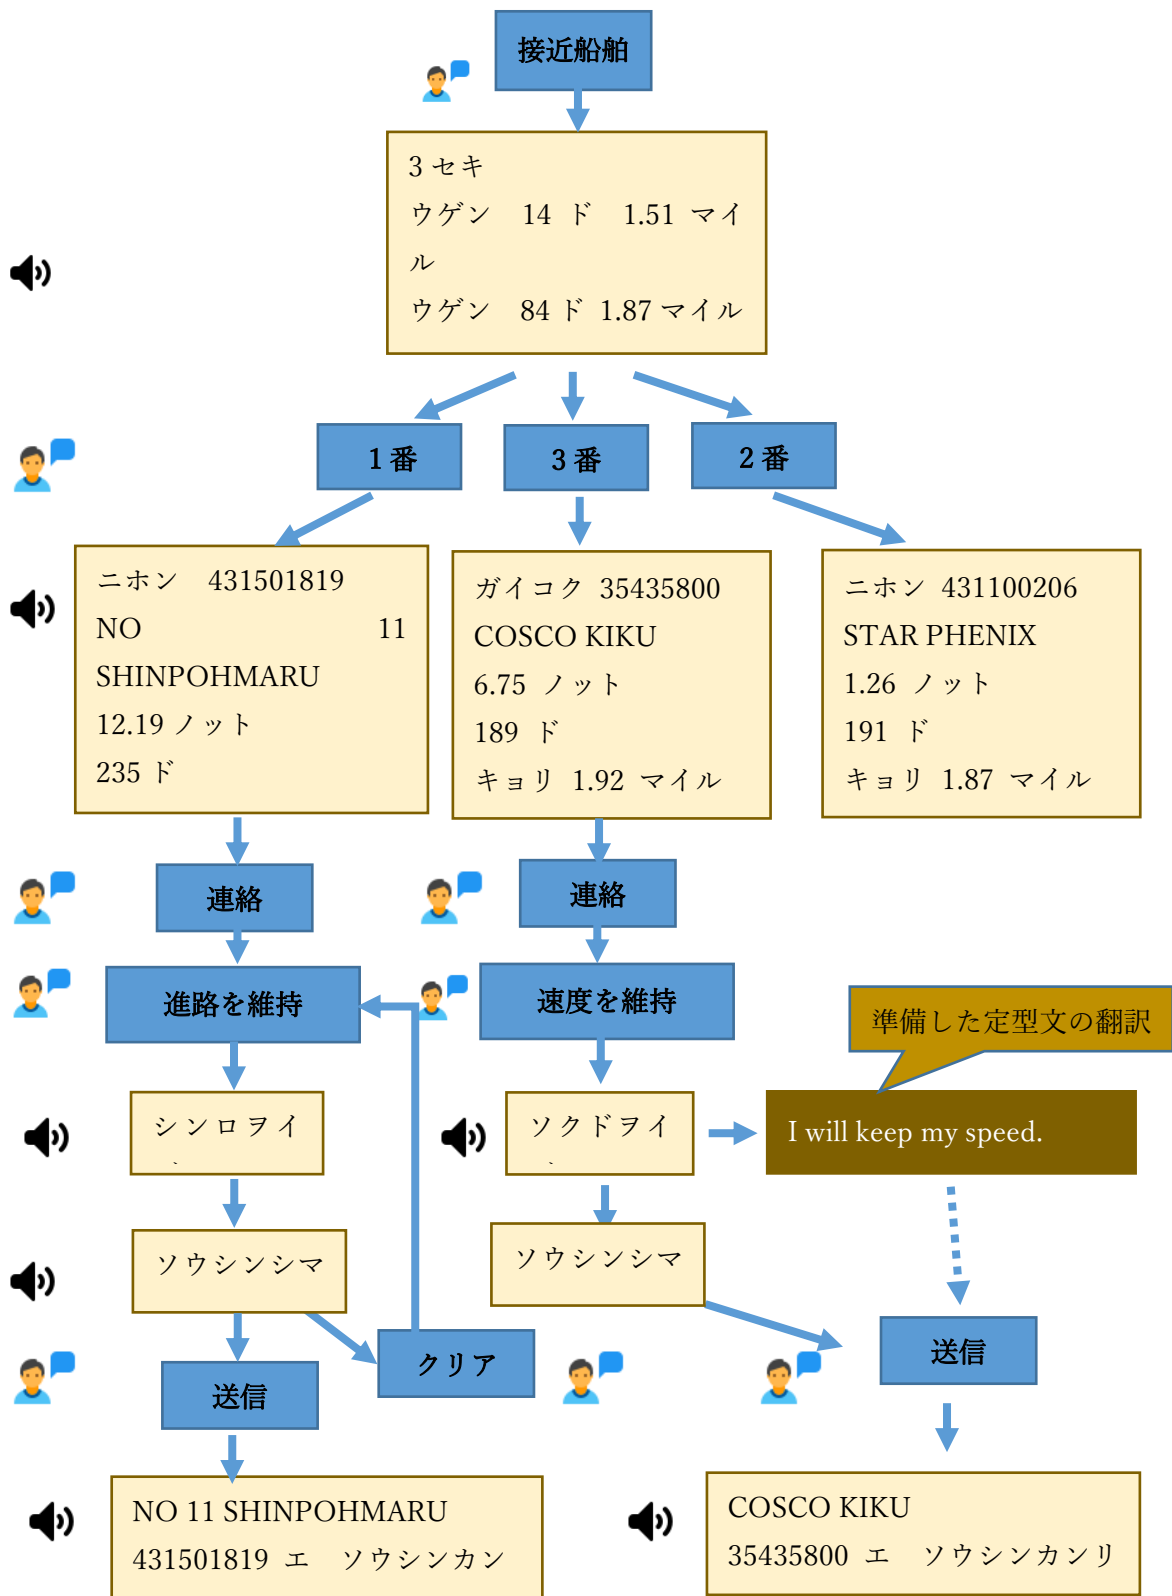 接近船舶
3 セキ
ウゲン　14 ド　1.51 マイ
ル
ウゲン　84 ド 1.87 マイル
1 番
3 番
2 番
ニホン　431501819
NO 11
SHINPOHMARU
12.19 ノット
235 ド
ガイコク 35435800
COSCO KIKU
6.75 ノット
189 ド
キョリ 1.92 マイル
ニホン 431100206
STAR PHENIX
1.26 ノット
191 ド
キョリ 1.87 マイル
連絡
連絡
進路を維持
速度を維持
準備した定型文の翻訳
シンロヲイ
ソクドヲイ
I will keep my speed.
ソウシンシマ
ソウシンシマ
クリア
送信
送信
NO 11 SHINPOHMARU
431501819 エ　ソウシンカン
COSCO KIKU
35435800 エ　ソウシンカンリ